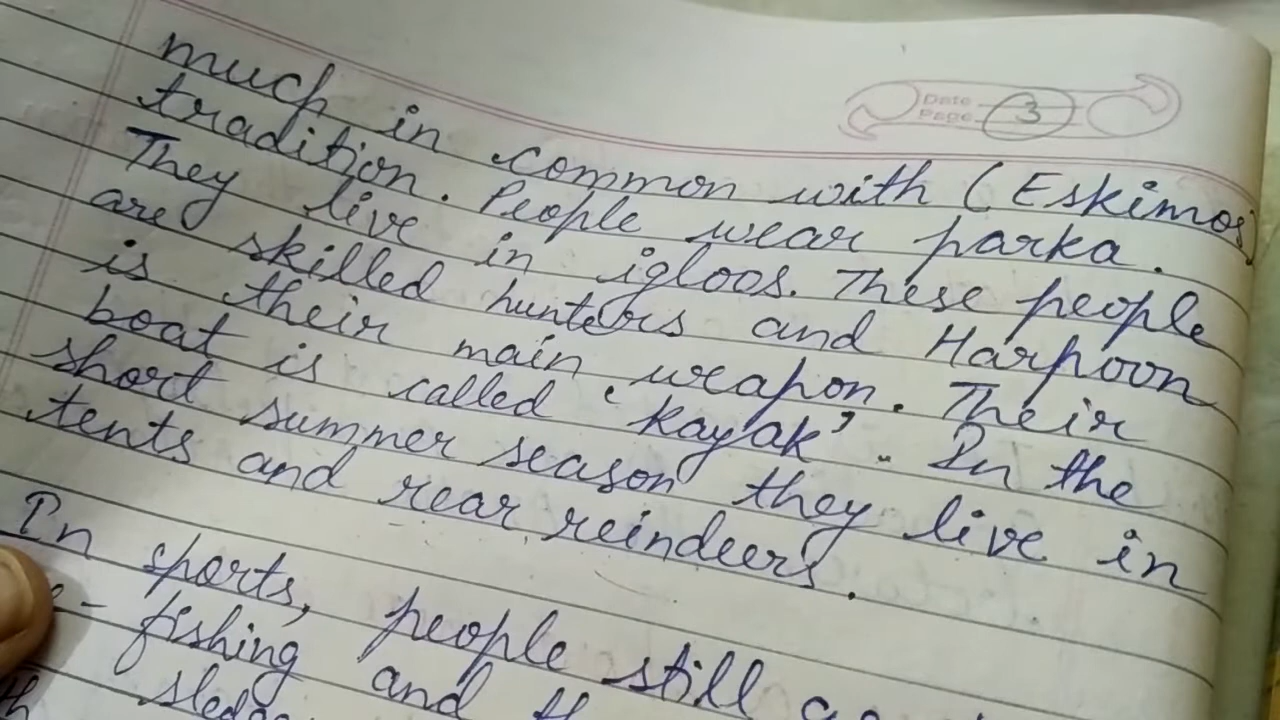 Date
Page 3
much in common with (Eskimos)
tradition. People wear parka.
They live in igloos. These people
are skilled hunters and Harpoon
is their main weapon. Their
boat is called 'kayak'. In the
short summer season they live in
tents and rear reindeers.
In sports, people still
fishing and